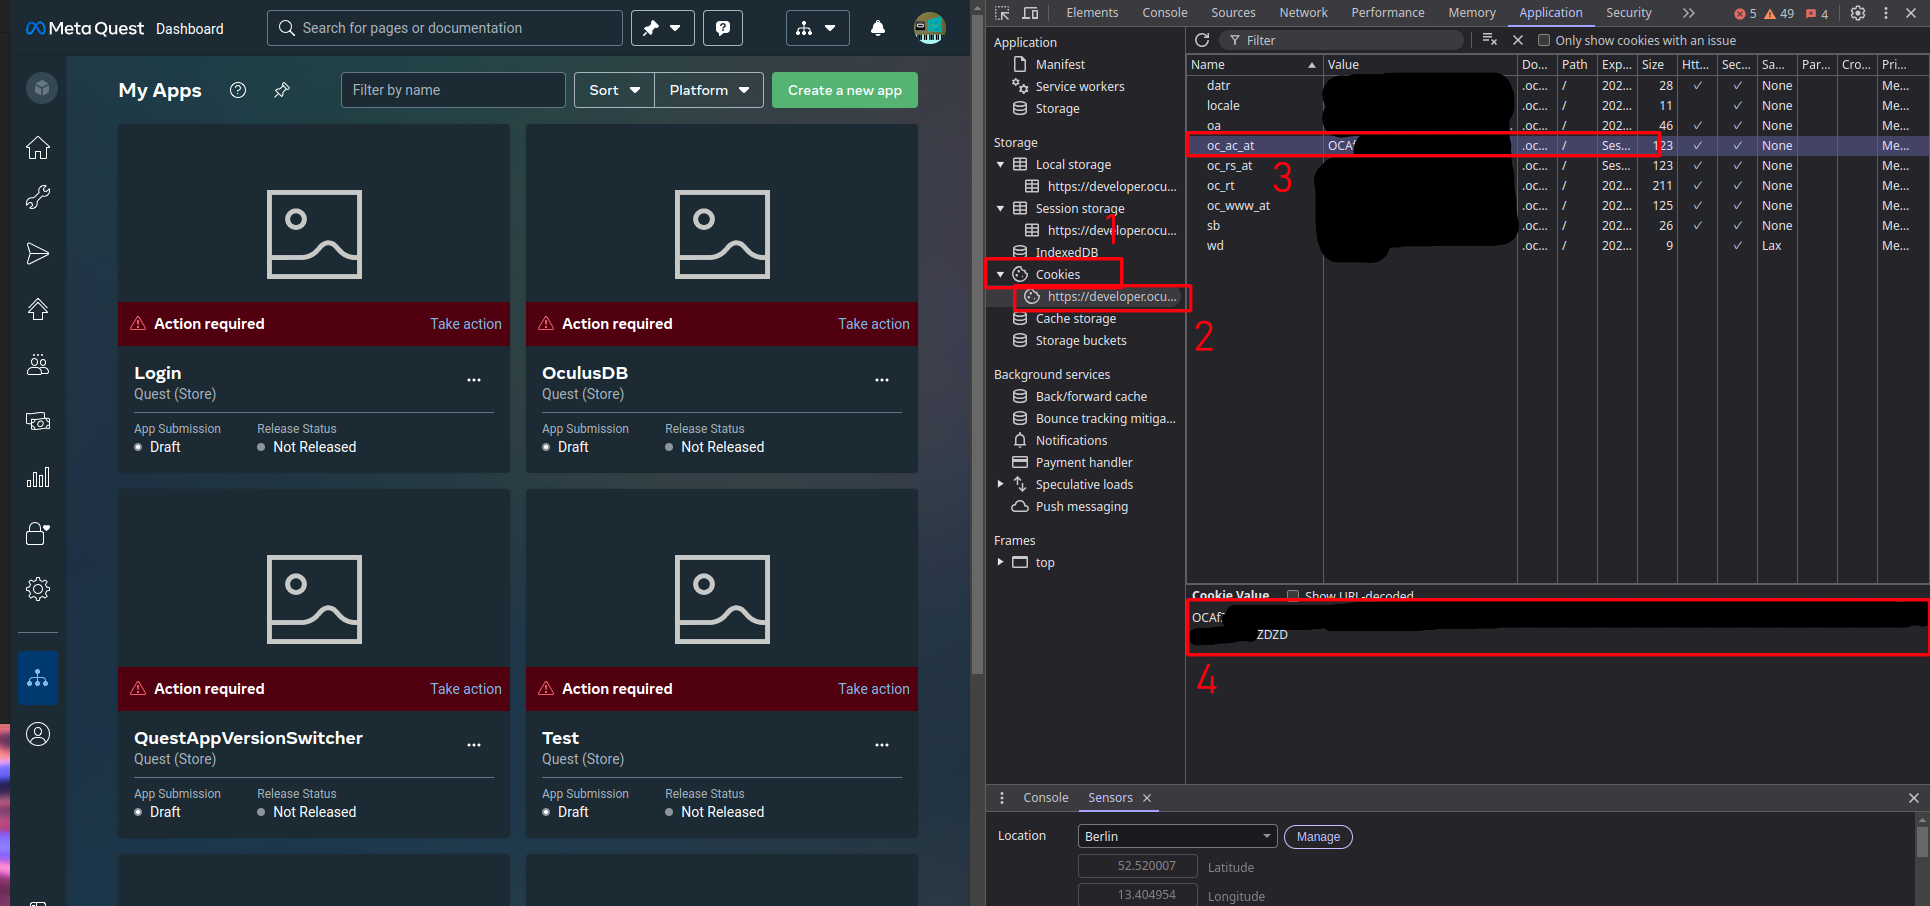 Meta Quest Dashboard
Search for pages or documentation
My Apps
Filter by name
Sort
Platform
Create a new app
Action required
Take action
Action required
Take action
Login
Quest (Store)
OculusDB
Quest (Store)
App Submission
Release Status
App Submission
Release Status
Draft
Not Released
Draft
Not Released
Action required
Take action
Action required
Take action
QuestAppVersionSwitcher
Quest (Store)
Test
Quest (Store)
App Submission
Release Status
App Submission
Release Status
Draft
Not Released
Draft
Not Released
Elements Console Sources Network Performance Memory Application Security 5 49 4
Application
Manifest
Service workers
Storage
Storage
Local storage
https://developer.ocu...
Session storage
https://developer.ocu...
1
IndexedDB
Cookies
https://developer.ocu...
2
Cache storage
Storage buckets
Background services
Back/forward cache
Bounce tracking mitiga...
Notifications
Payment handler
Speculative loads
Push messaging
Frames
top
Filter
Only show cookies with an issue
Name Value Do... Path Exp... Size Htt... Sec... Sa... Par... Cro... Pri...
datr .oc... / 202... 28 ✓ ✓ None Me...
locale .oc... / 202... 11 ✓ None Me...
oa .oc... / 202... 46 ✓ ✓ None Me...
oc_ac_at OCAf .oc... / Ses... 123 ✓ ✓ None Me...
oc_rs_at .oc... / Ses... 123 ✓ ✓ None Me...
3
oc_rt .oc... / 202... 211 ✓ ✓ None Me...
oc_www_at .oc... / 202... 125 ✓ ✓ None Me...
sb .oc... / 202... 26 ✓ ✓ None Me...
wd .oc... / 202... 9 ✓ Lax Me...
Cookie Value Show URL-decoded
OCAf
ZDZD
4
Console Sensors
Location
Berlin
Manage
52.520007
Latitude
13.404954
Longitude